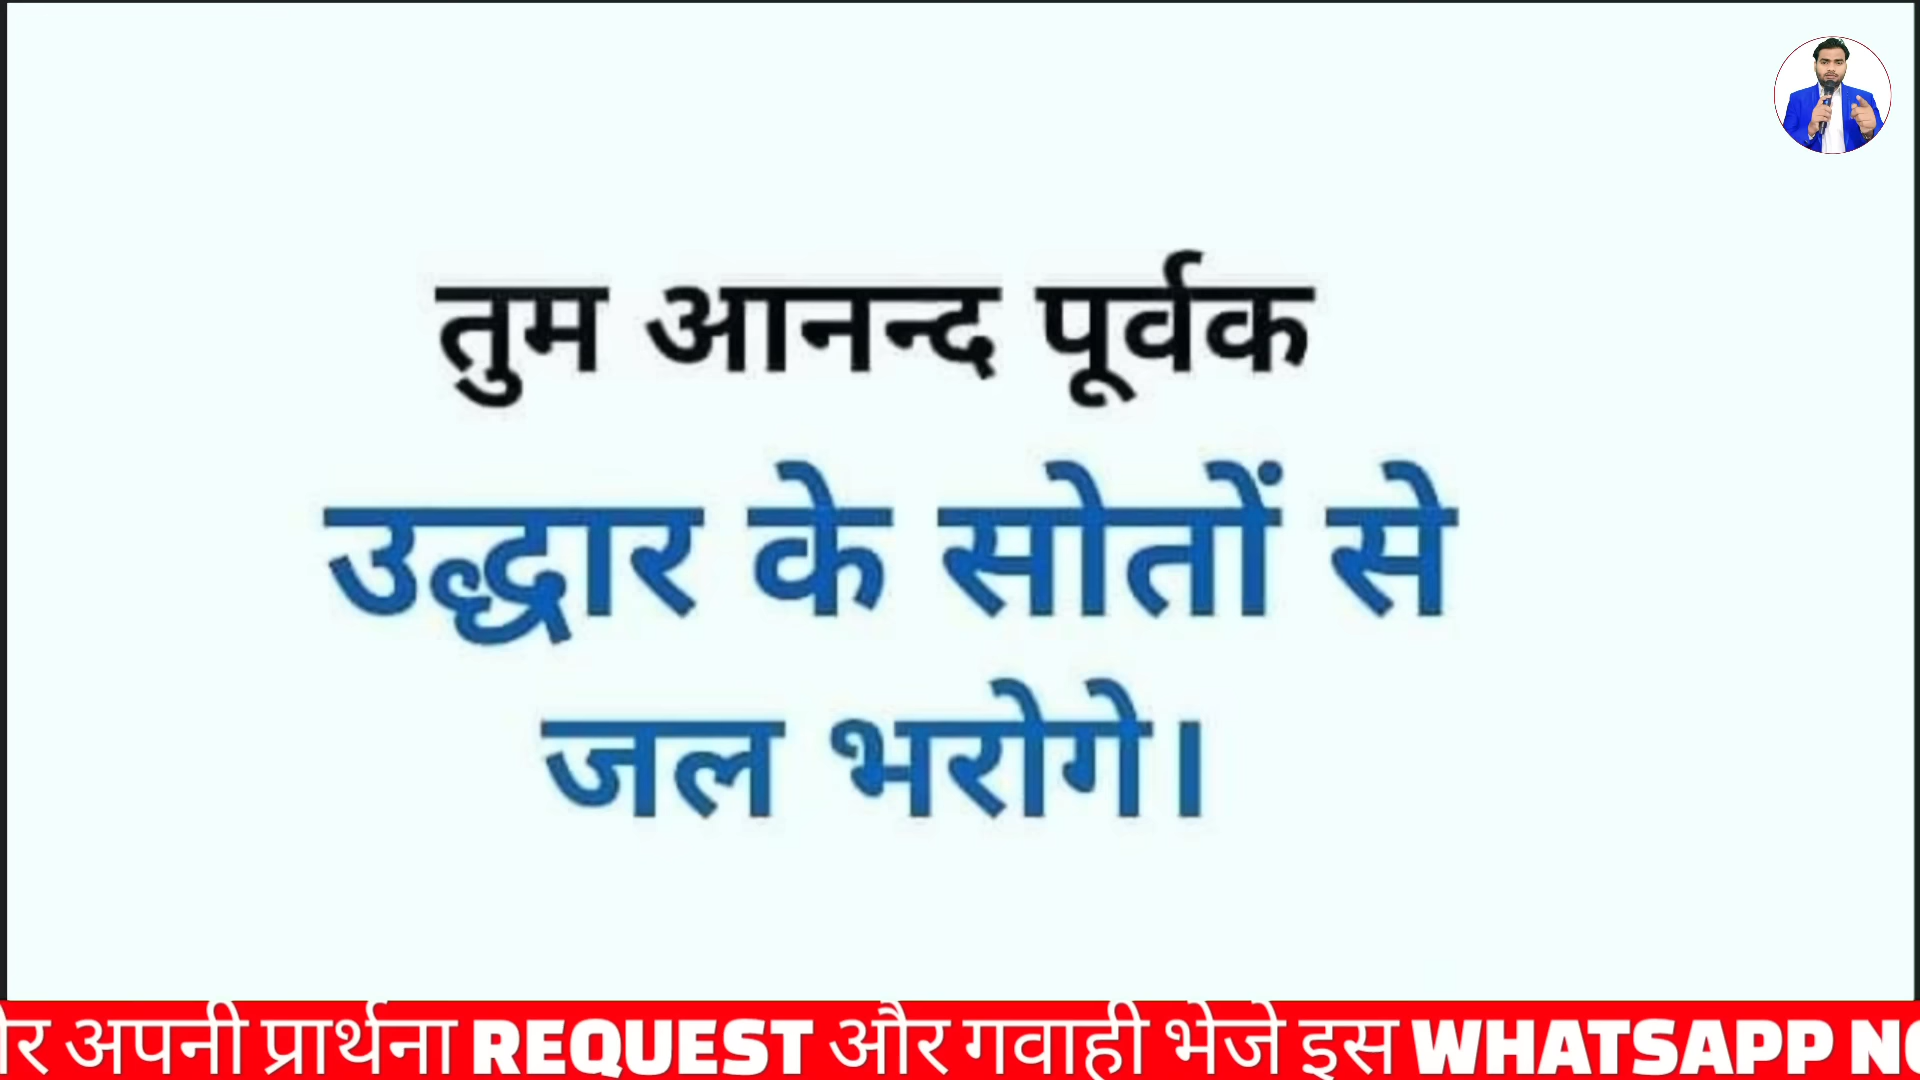 तुम आनन्द पूर्वक
उद्धार के सोतों से
जल भरोगे।
अपनी प्रार्थना REQUEST और गवाही भेजे इस WHATSAPP